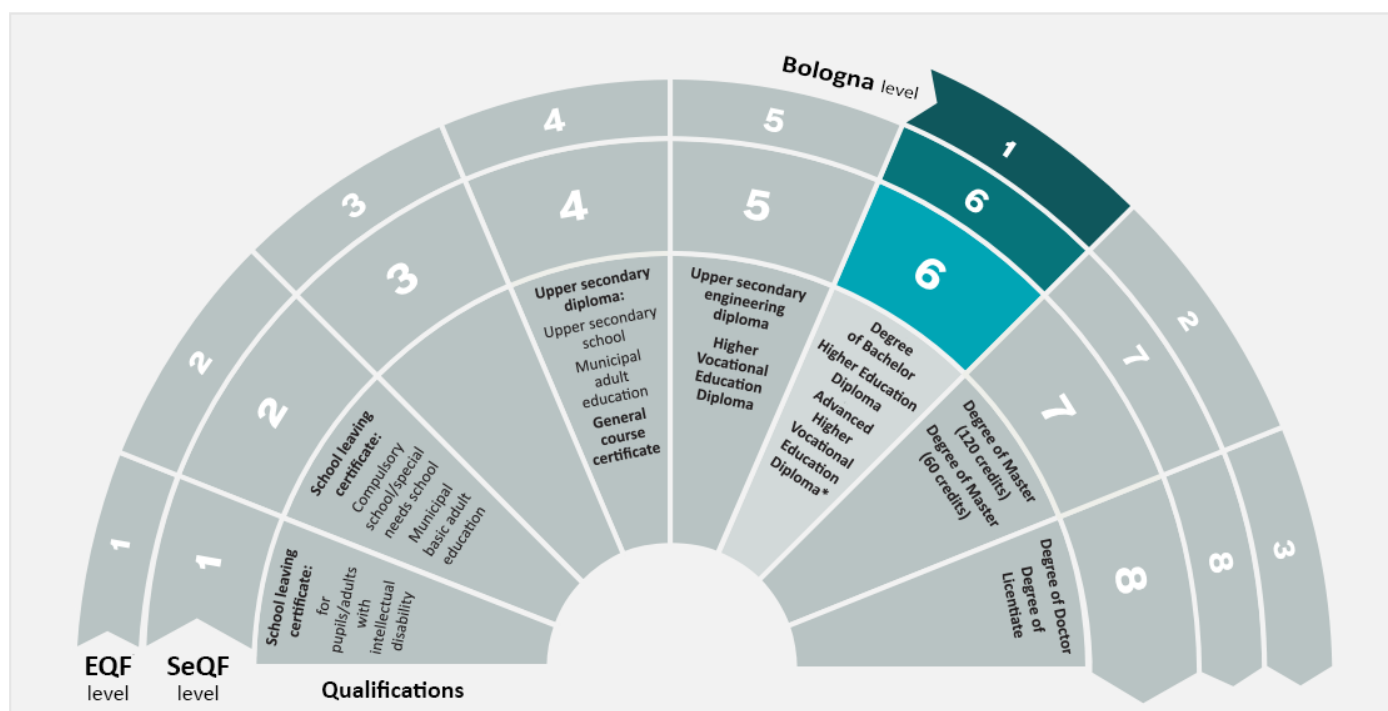 Bologna level
1
2
3
1
2
3
4
5
6
7
8
1
2
3
4
5
6
7
8
School leaving
certificate:
for
pupils/adults
with
intellectual
disability
School leaving
certificate:
Compulsory
school/special
needs school
Municipal
basic adult
education
Upper secondary
diploma:
Upper secondary
school
Municipal
adult
education
General
course
certificate
Upper secondary
engineering
diploma
Higher
Vocational
Education
Diploma
Degree
of Bachelor
Higher Education
Diploma
Advanced
Higher
Vocational
Education
Diploma*
Degree of Master
(120 credits)
Degree of Master
(60 credits)
Degree of Doctor
Degree of
Licentiate
EQF
level
SeQF
level
Qualifications